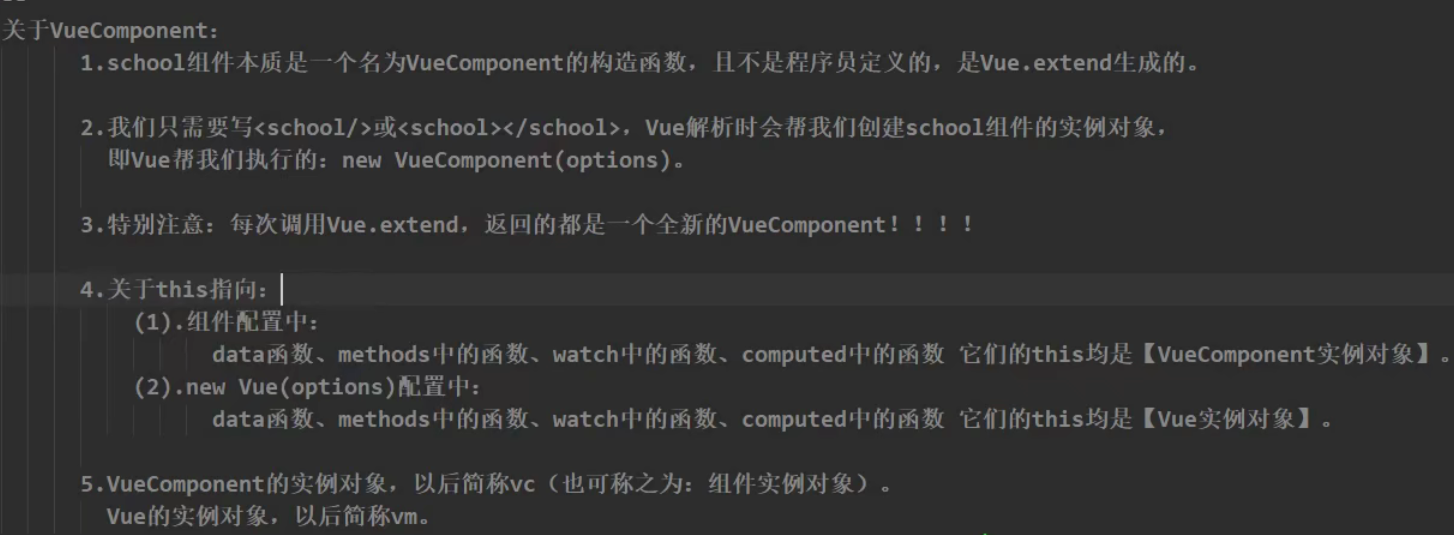 关于VueComponent：
1.school组件本质是一个名为VueComponent的构造函数，且不是程序员定义的，是Vue.extend生成的。
2.我们只需要写<school/>或<school></school>，Vue解析时会帮我们创建school组件的实例对象，
即Vue帮我们执行的：new VueComponent(options)。
3.特别注意：每次调用Vue.extend，返回的都是一个全新的VueComponent！！！！
4.关于this指向：
(1).组件配置中：
data函数、methods中的函数、watch中的函数、computed中的函数 它们的this均是【VueComponent实例对象】。
(2).new Vue(options)配置中：
data函数、methods中的函数、watch中的函数、computed中的函数 它们的this均是【Vue实例对象】。
5.VueComponent的实例对象，以后简称vc（也可称之为：组件实例对象）。
Vue的实例对象，以后简称vm。